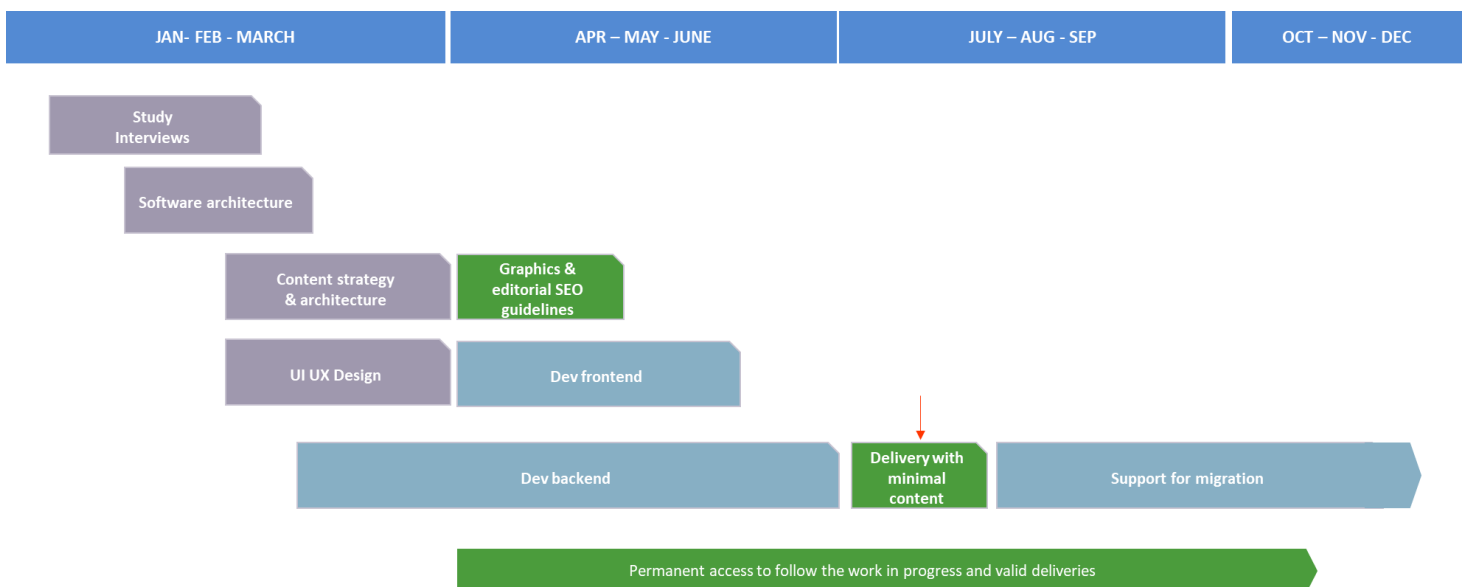 JAN- FEB - MARCH
APR – MAY - JUNE
JULY – AUG - SEP
OCT – NOV - DEC
Study
Interviews
Software architecture
Content strategy
& architecture
Graphics &
editorial SEO
guidelines
UI UX Design
Dev frontend
Dev backend
Delivery with
minimal
content
Support for migration
Permanent access to follow the work in progress and valid deliveries